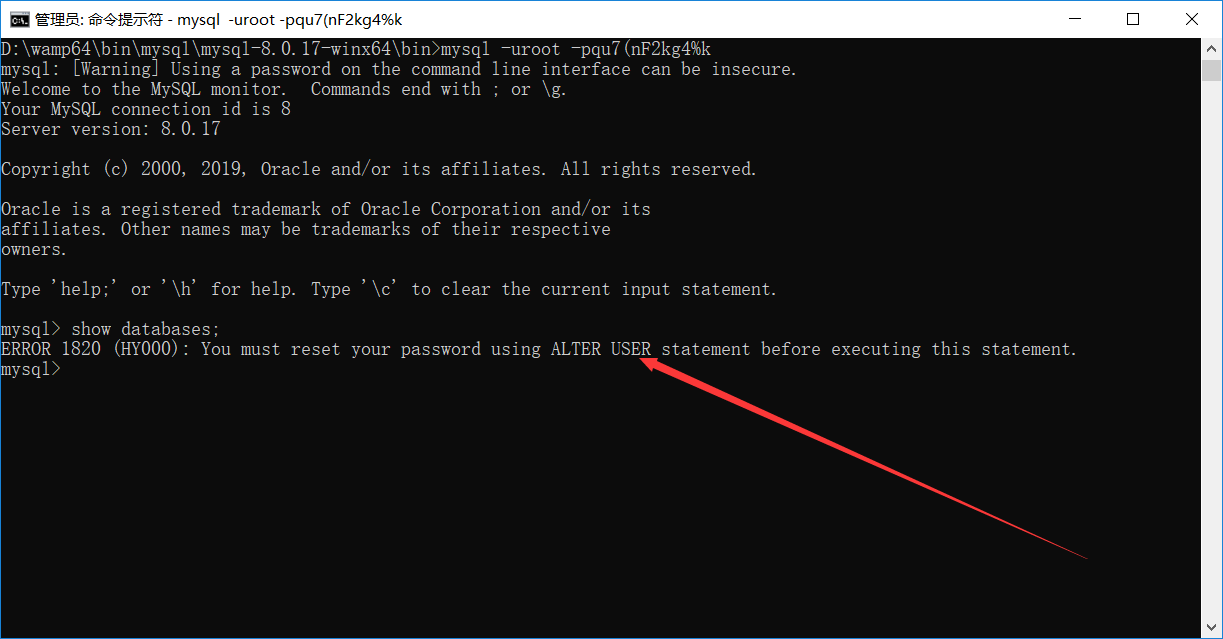 管理员: 命令提示符 - mysql  -uroot -pqu7(nF2kg4%k
D:\wamp64\bin\mysql\mysql-8.0.17-winx64\bin>mysql -uroot -pqu7(nF2kg4%k
mysql: [Warning] Using a password on the command line interface can be insecure.
Welcome to the MySQL monitor.  Commands end with ; or \g.
Your MySQL connection id is 8
Server version: 8.0.17
Copyright (c) 2000, 2019, Oracle and/or its affiliates. All rights reserved.
Oracle is a registered trademark of Oracle Corporation and/or its
affiliates. Other names may be trademarks of their respective
owners.
Type 'help;' or '\h' for help. Type '\c' to clear the current input statement.
mysql> show databases;
ERROR 1820 (HY000): You must reset your password using ALTER USER statement before executing this statement.
mysql>